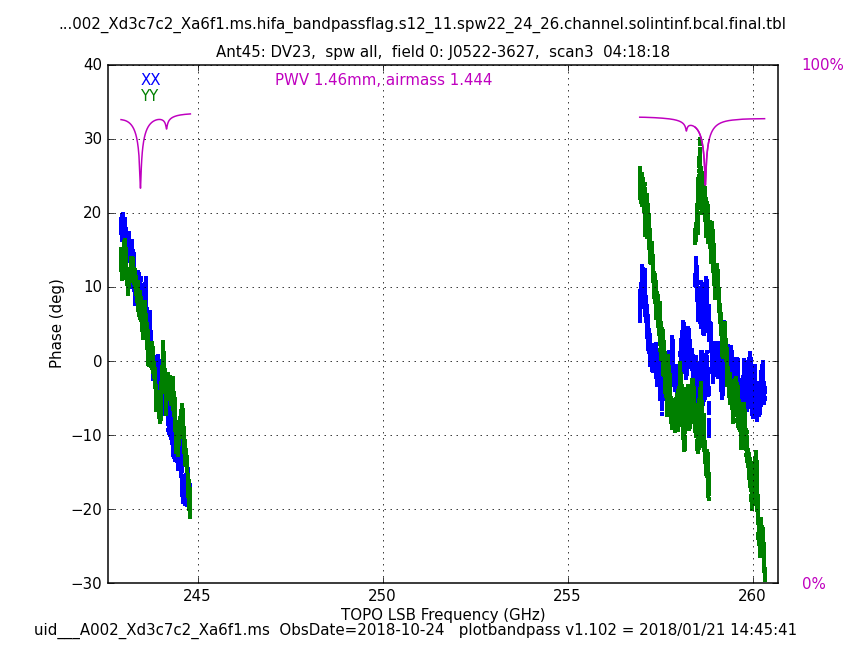 ...002_Xd3c7c2_Xa6f1.ms.hifa_bandpassflag.s12_11.spw22_24_26.channel.solintinf.bcal.final.tbl
Ant45: DV23,  spw all,  field 0: J0522-3627,  scan3  04:18:18
XX
YY
PWV 1.46mm, airmass 1.444
100%
0%
40
30
20
10
0
−10
−20
−30
Phase (deg)
245
250
255
260
TOPO LSB Frequency (GHz)
uid___A002_Xd3c7c2_Xa6f1.ms  ObsDate=2018-10-24   plotbandpass v1.102 = 2018/01/21 14:45:41